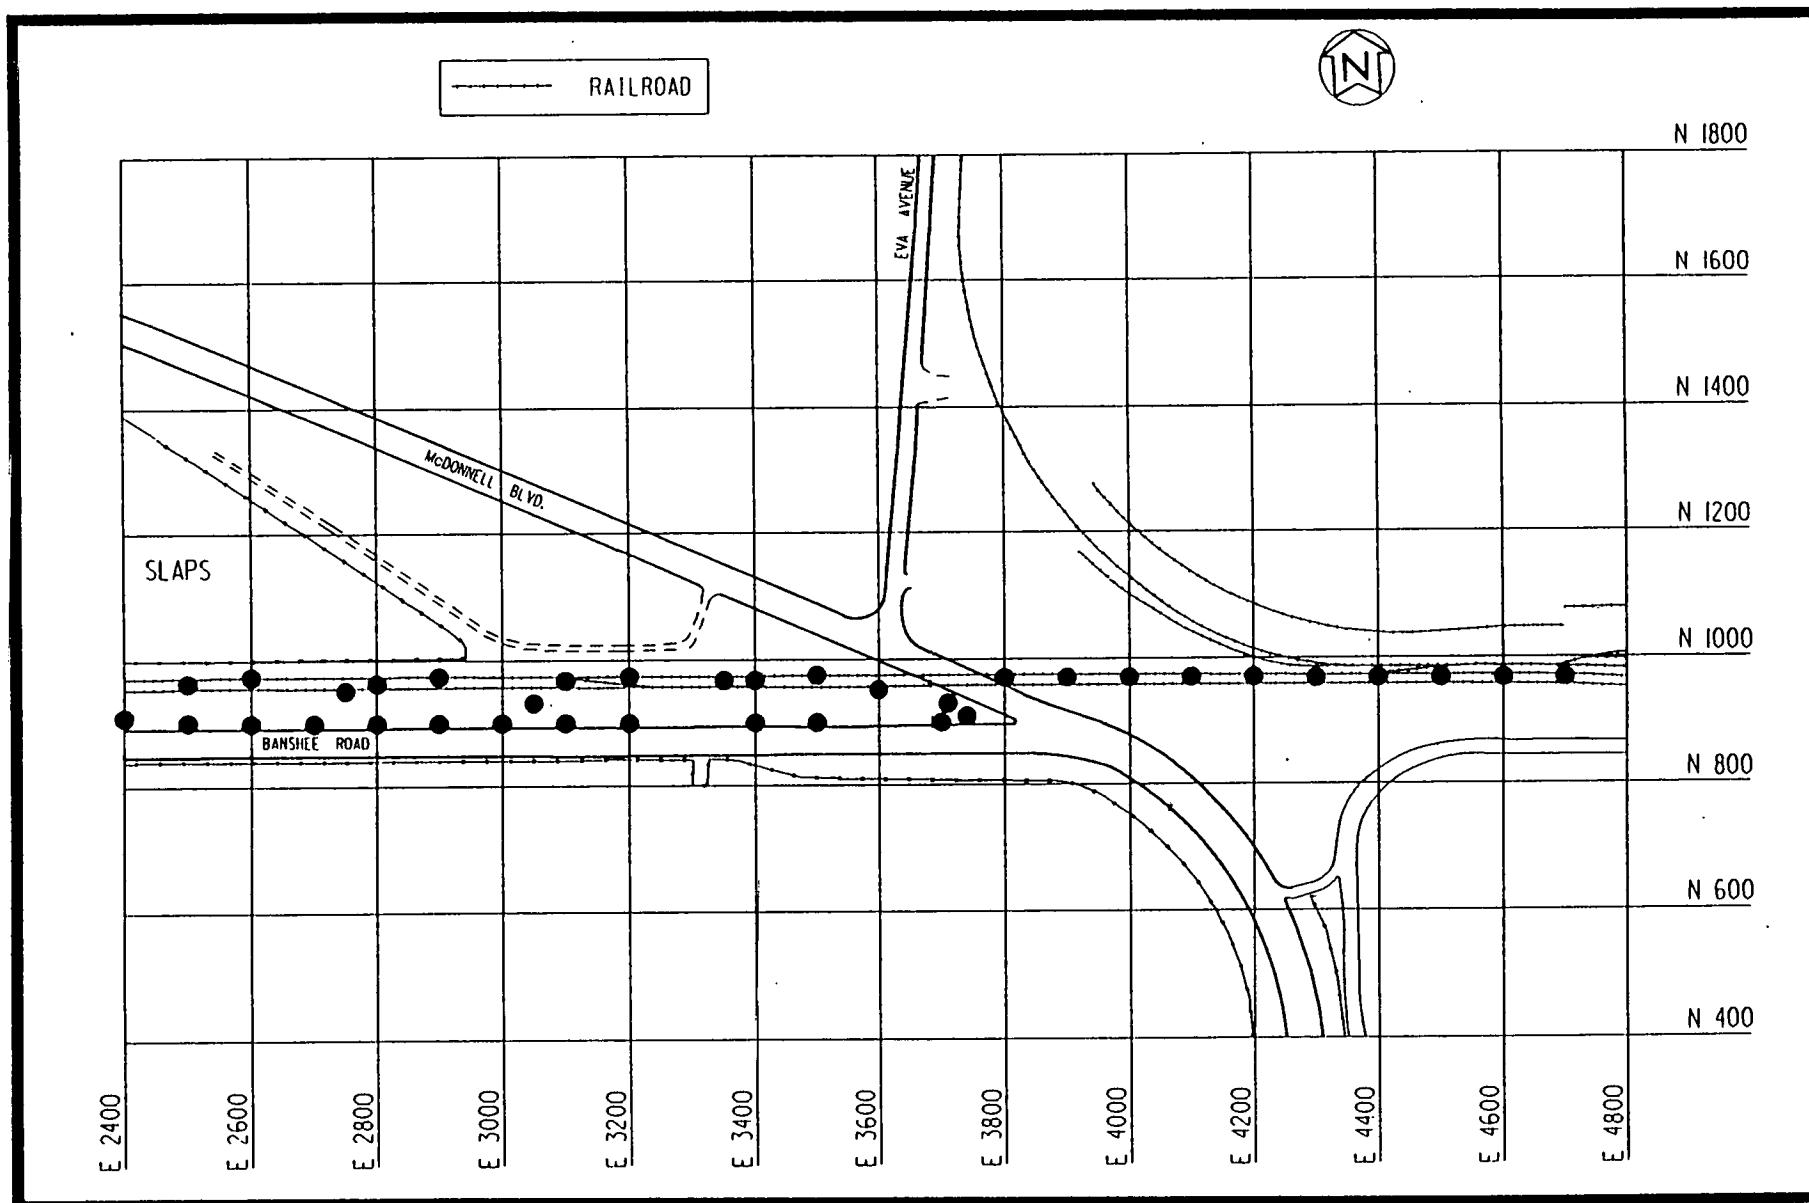 RAILROAD
N
N 1800
EVA AVENUE
N 1600
N 1400
McDONNELL BLVD.
N 1200
SLAPS
N 1000
BANSHEE ROAD
N 800
N 600
N 400
E 2400
E 2600
E 2800
E 3000
E 3200
E 3400
E 3600
E 3800
E 4000
E 4200
E 4400
E 4600
E 4800